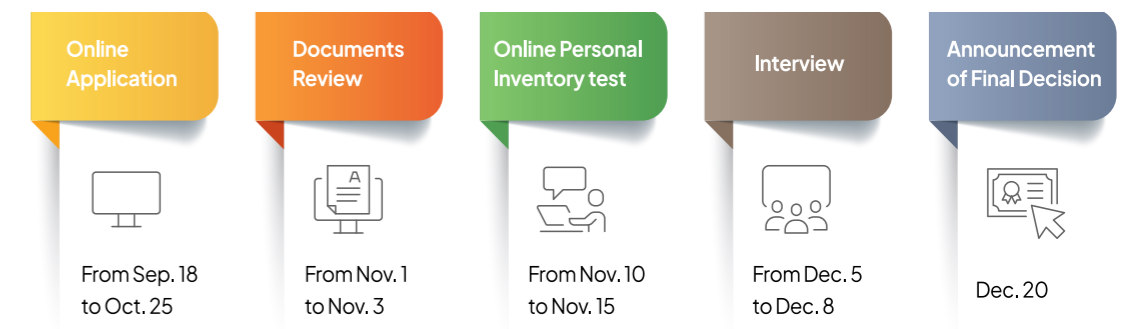 Online
Application
Documents
Review
Online Personal
Inventory test
Interview
Announcement
of Final Decision
A
From Sep. 18
to Oct. 25
From Nov. 1
to Nov. 3
From Nov. 10
to Nov. 15
From Dec. 5
to Dec. 8
Dec. 20